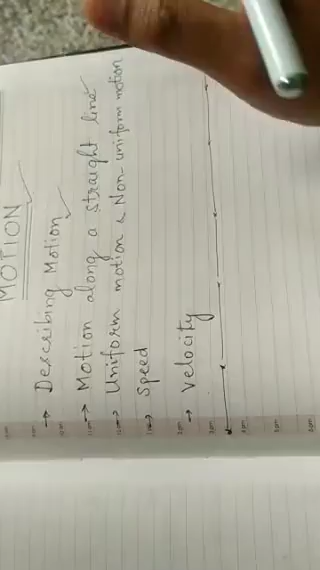 MOTION
→ Describing Motion ✓
→ Motion along a straight line ✓
→ Uniform motion & Non-uniform motion
→ Speed
→ Velocity